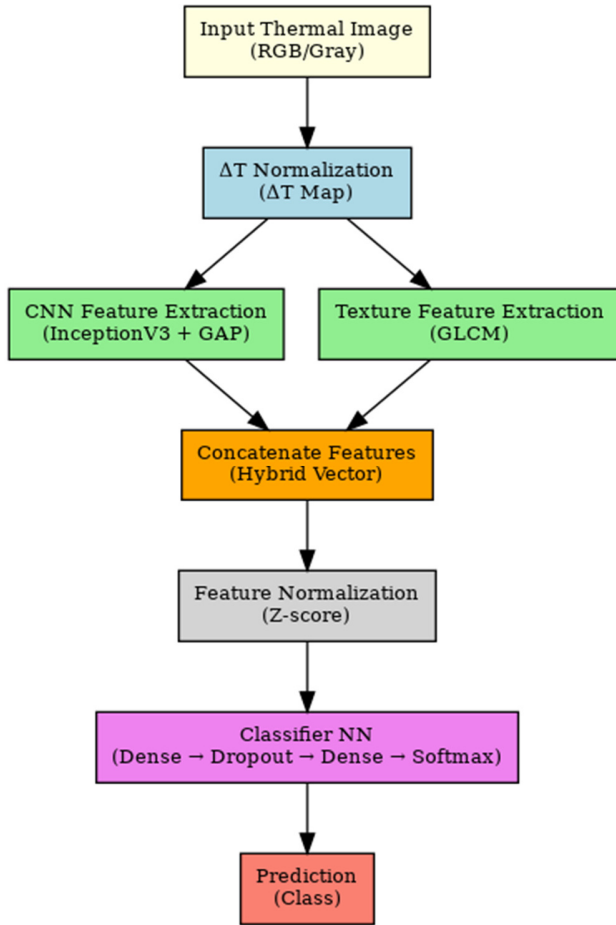 Input Thermal Image
(RGB/Gray)
ΔT Normalization
(ΔT Map)
CNN Feature Extraction
(InceptionV3 + GAP)
Texture Feature Extraction
(GLCM)
Concatenate Features
(Hybrid Vector)
Feature Normalization
(Z-score)
Classifier NN
(Dense → Dropout → Dense → Softmax)
Prediction
(Class)